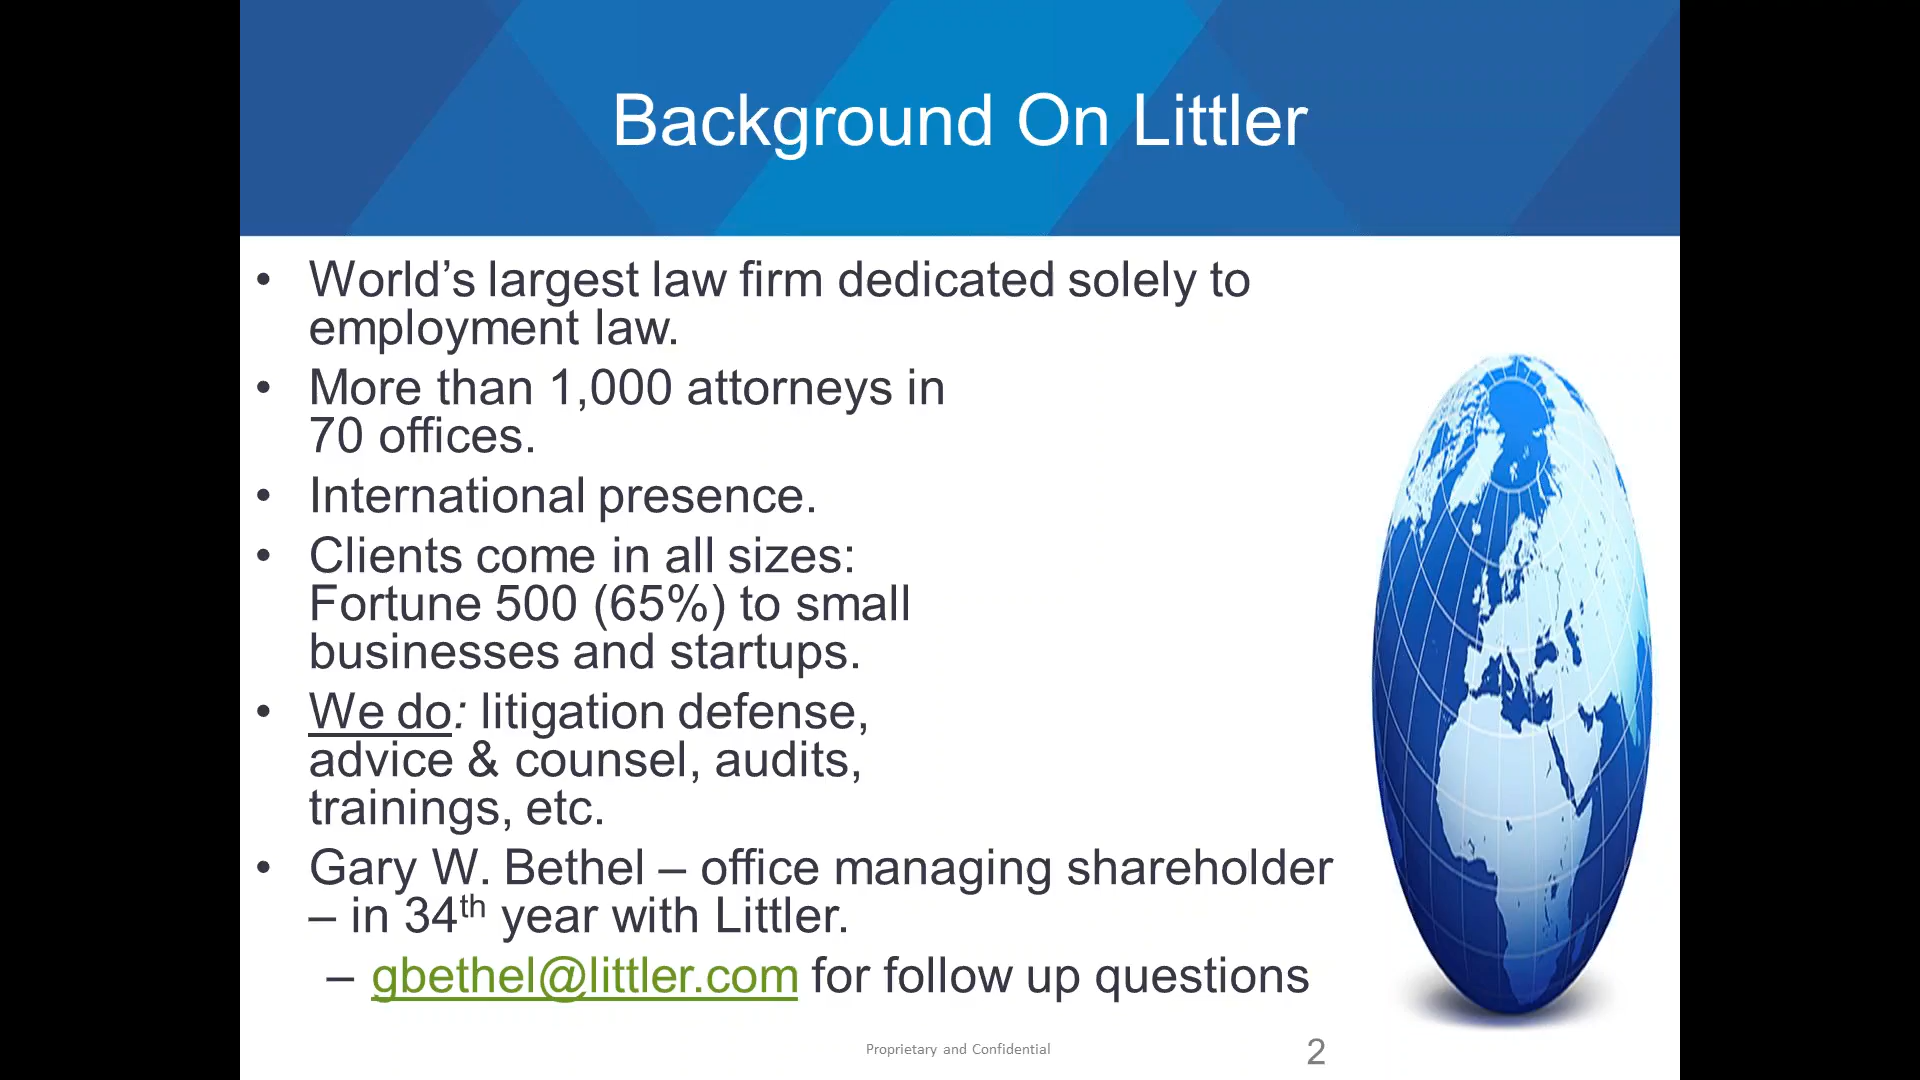 Background On Littler
• World’s largest law firm dedicated solely to
employment law.
• More than 1,000 attorneys in
70 offices.
• International presence.
• Clients come in all sizes:
Fortune 500 (65%) to small
businesses and startups.
• We do: litigation defense,
advice & counsel, audits,
trainings, etc.
• Gary W. Bethel – office managing shareholder
– in 34th year with Littler.
– gbethel@littler.com for follow up questions
Proprietary and Confidential
2